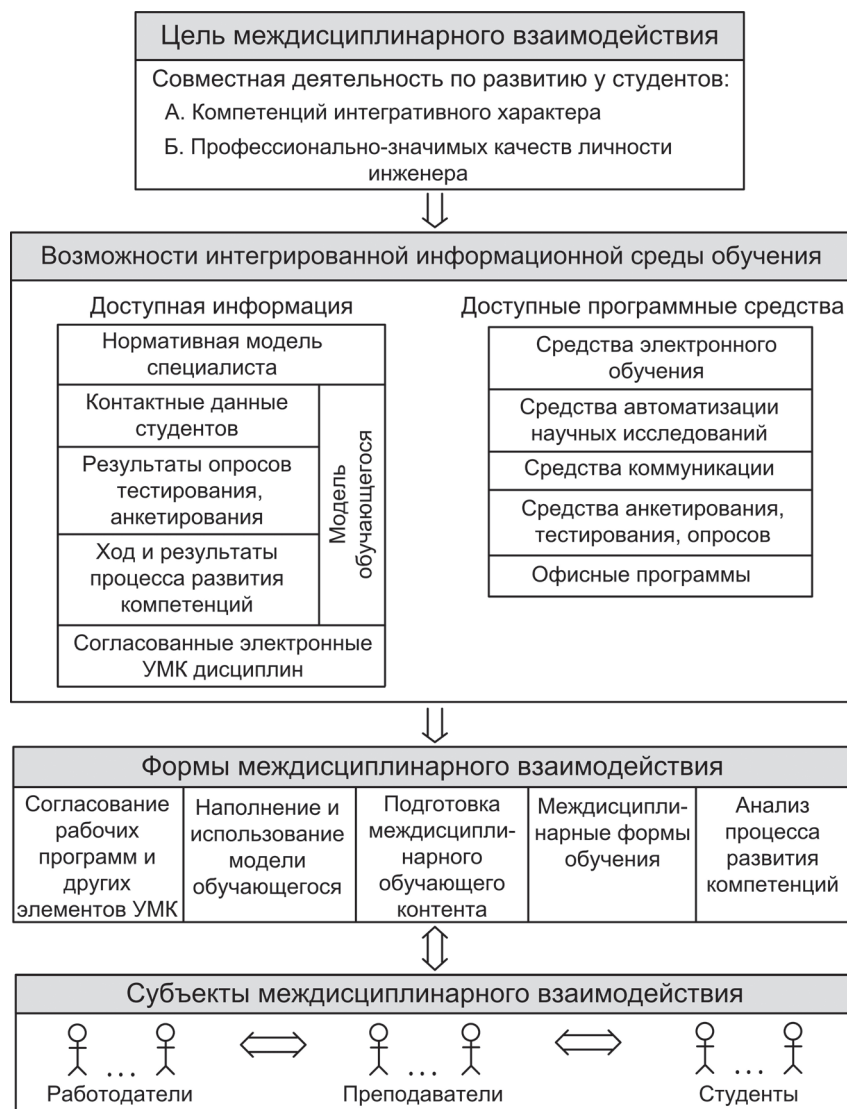 Цель междисциплинарного взаимодействия
Совместная деятельность по развитию у студентов:
А. Компетенций интегративного характера
Б. Профессионально-значимых качеств личности
инженера
Возможности интегрированной информационной среды обучения
Доступная информация
Нормативная модель
специалиста
Контактные данные
студентов
Результаты опросов
тестирования,
анкетирования
Ход и результаты
процесса развития
компетенций
Модель
обучающегося
Согласованные электронные
УМК дисциплин
Доступные программные средства
Средства электронного
обучения
Средства автоматизации
научных исследований
Средства коммуникации
Средства анкетирования,
тестирования, опросов
Офисные программы
Формы междисциплинарного взаимодействия
Согласование
рабочих
программ и
других
элементов УМК
Наполнение и
использование
модели
обучающегося
Подготовка
междисципли-
нарного
обучающего
контента
Междисципли-
нарные формы
обучения
Анализ
процесса
развития
компетенций
Субъекты междисциплинарного взаимодействия
... ... ...
Работодатели Преподаватели Студенты